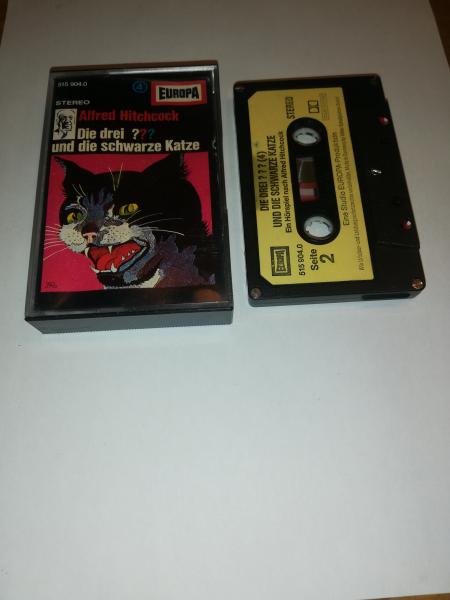 515 904.0
4
EUROPA
STEREO
Alfred Hitchcock
Die drei ???
und die schwarze Katze
DIE DREI ? ? ? (4)
UND DIE SCHWARZE KATZE
Ein Hörspiel nach Alfred Hitchcock
STEREO
EUROPA
515 904.0
Seite
2
Eine Studio EUROPA-Produktion